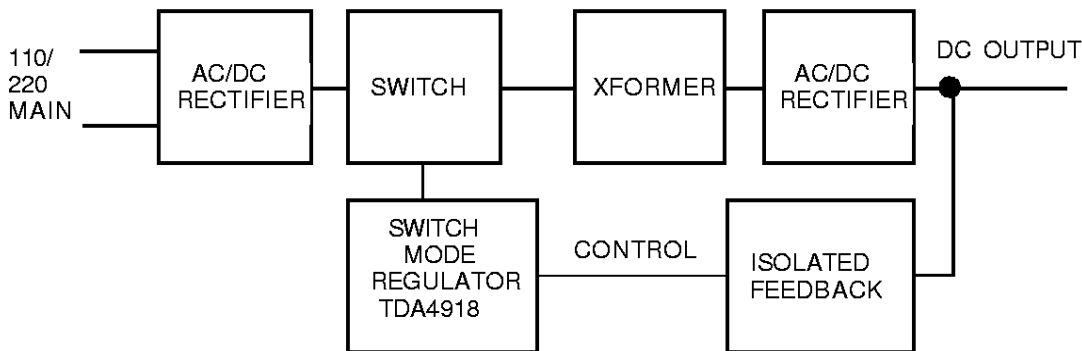 110/
220
MAIN
AC/DC
RECTIFIER
SWITCH
XFORMER
AC/DC
RECTIFIER
DC OUTPUT
SWITCH
MODE
REGULATOR
TDA4918
CONTROL
ISOLATED
FEEDBACK